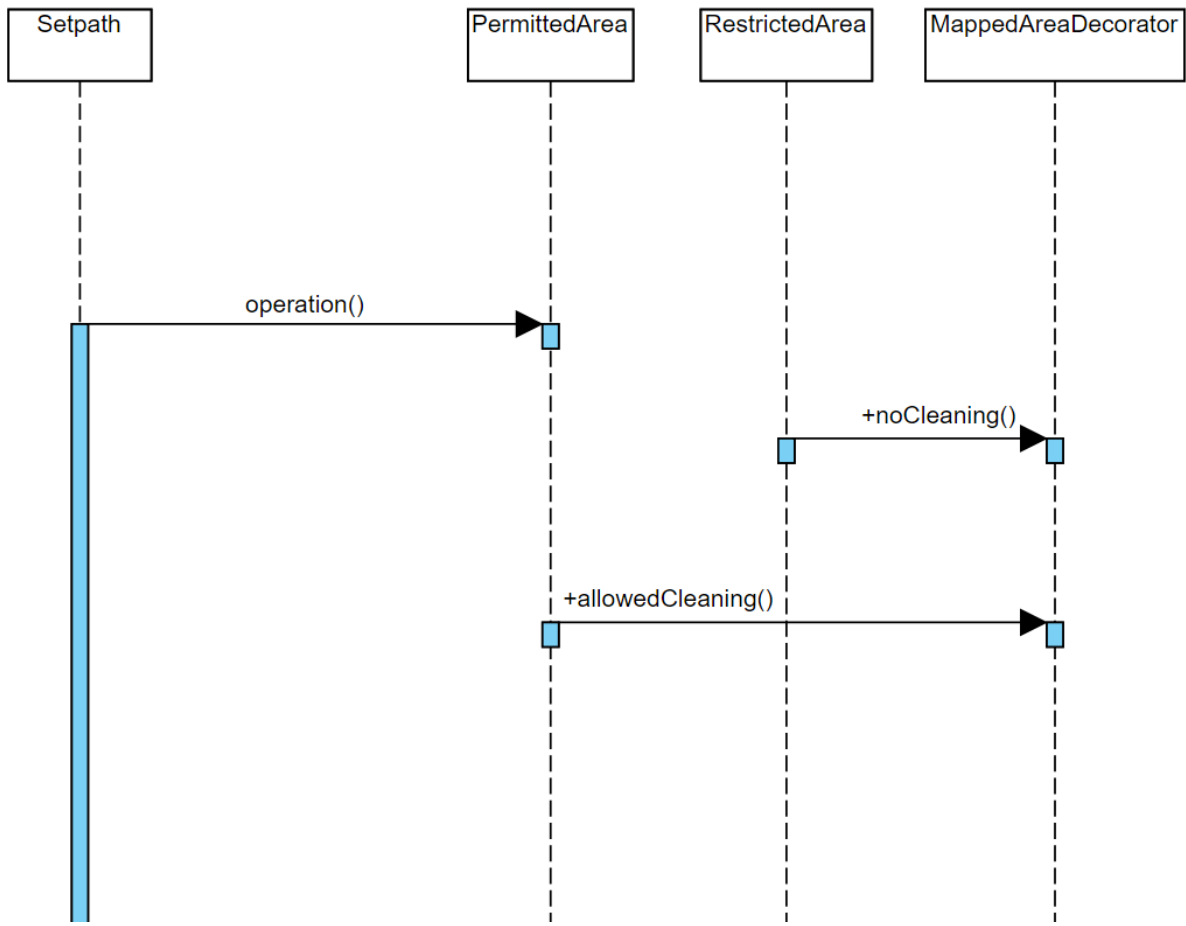 Setpath
PermittedArea
RestrictedArea
MappedAreaDecorator
operation()
+noCleaning()
+allowedCleaning()